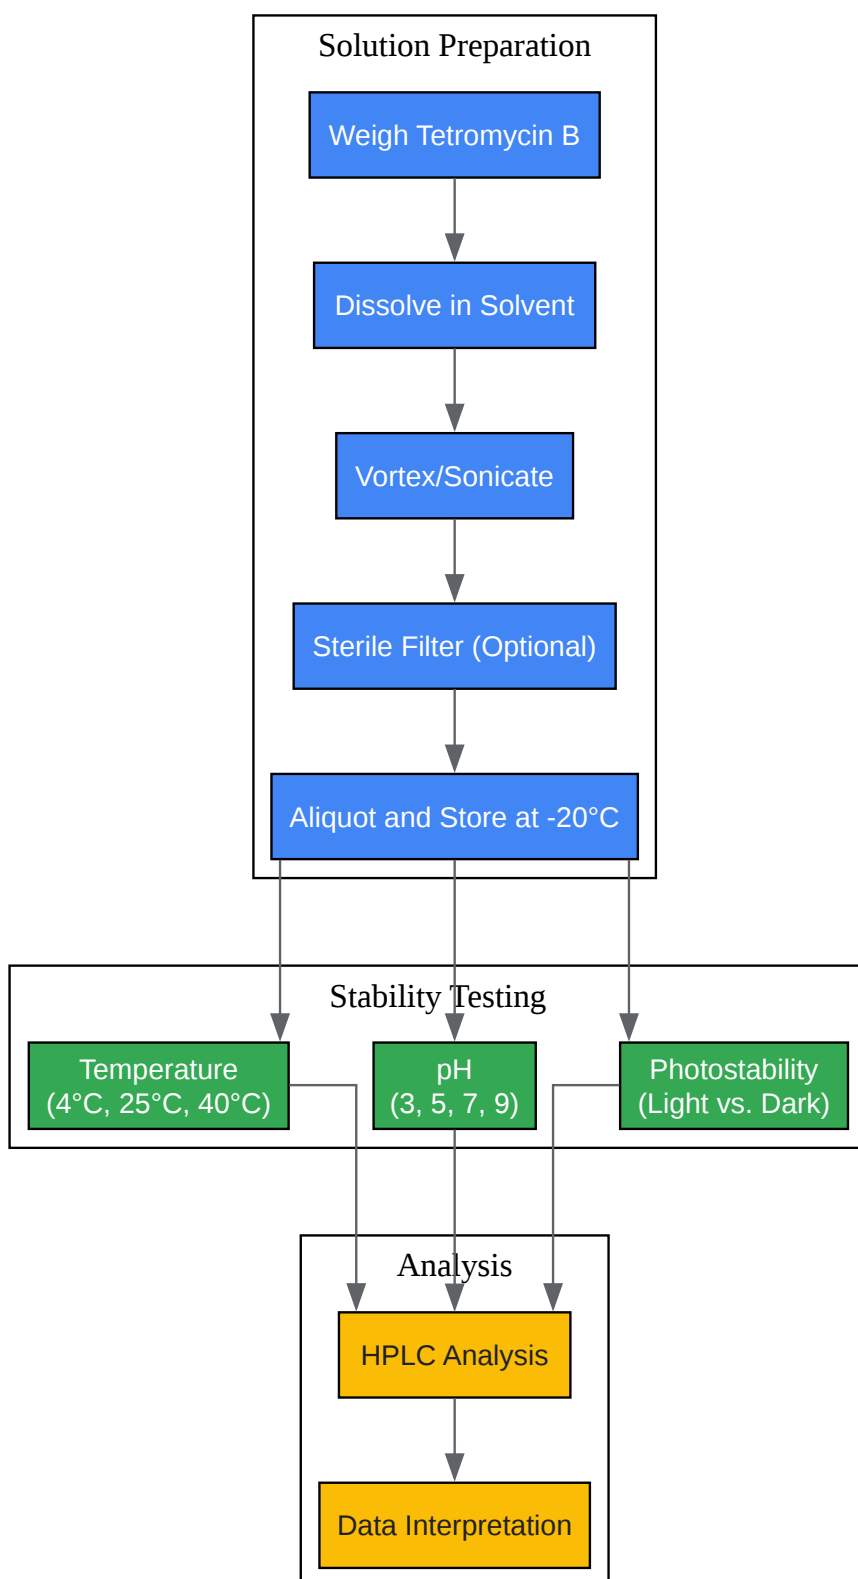 Solution Preparation
Weigh Tetromycin B
Dissolve in Solvent
Vortex/Sonicate
Sterile Filter (Optional)
Aliquot and Store at -20°C
Stability Testing
Temperature
(4°C, 25°C, 40°C)
pH
(3, 5, 7, 9)
Photostability
(Light vs. Dark)
Analysis
HPLC Analysis
Data Interpretation